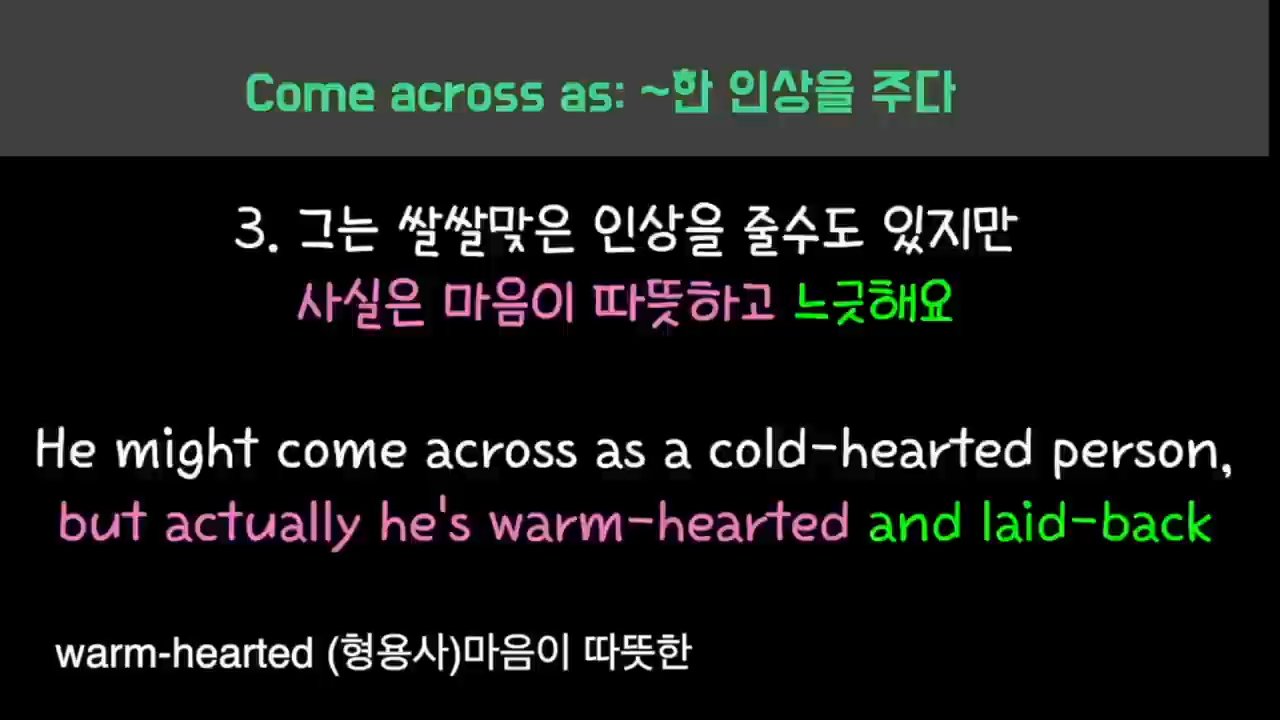 Come across as: ~한 인상을 주다
3. 그는 쌀쌀맞은 인상을 줄수도 있지만
사실은 마음이 따뜻하고 느긋해요
He might come across as a cold-hearted person,
but actually he's warm-hearted and laid-back
warm-hearted (형용사)마음이 따뜻한